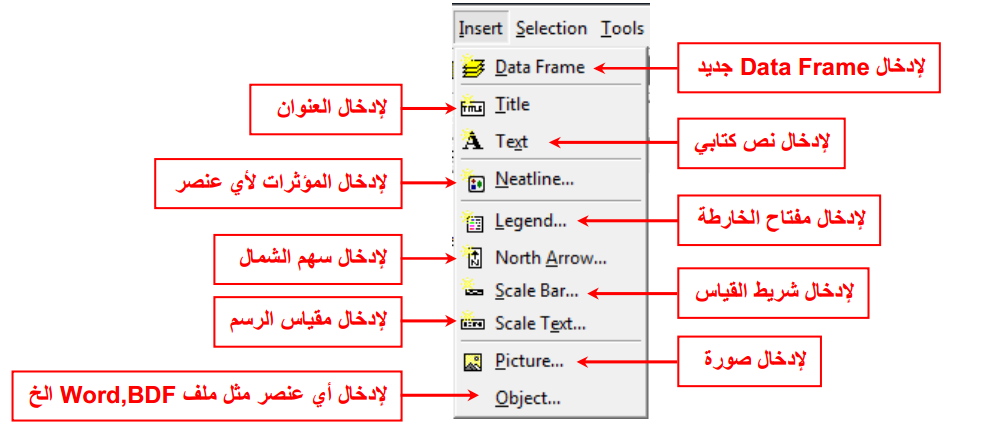 Insert Selection Tools
Data Frame
لإدخال Data Frame جديد
Title
لإدخال العنوان
Text
لإدخال نص كتابي
Neatline...
لإدخال المؤثرات لأي عنصر
Legend...
لإدخال مفتاح الخارطة
North Arrow...
لإدخال سهم الشمال
Scale Bar...
لإدخال شريط القياس
Scale Text...
لإدخال مقياس الرسم
Picture...
لإدخال صورة
Object...
لإدخال أي عنصر مثل ملف Word,BDF الخ